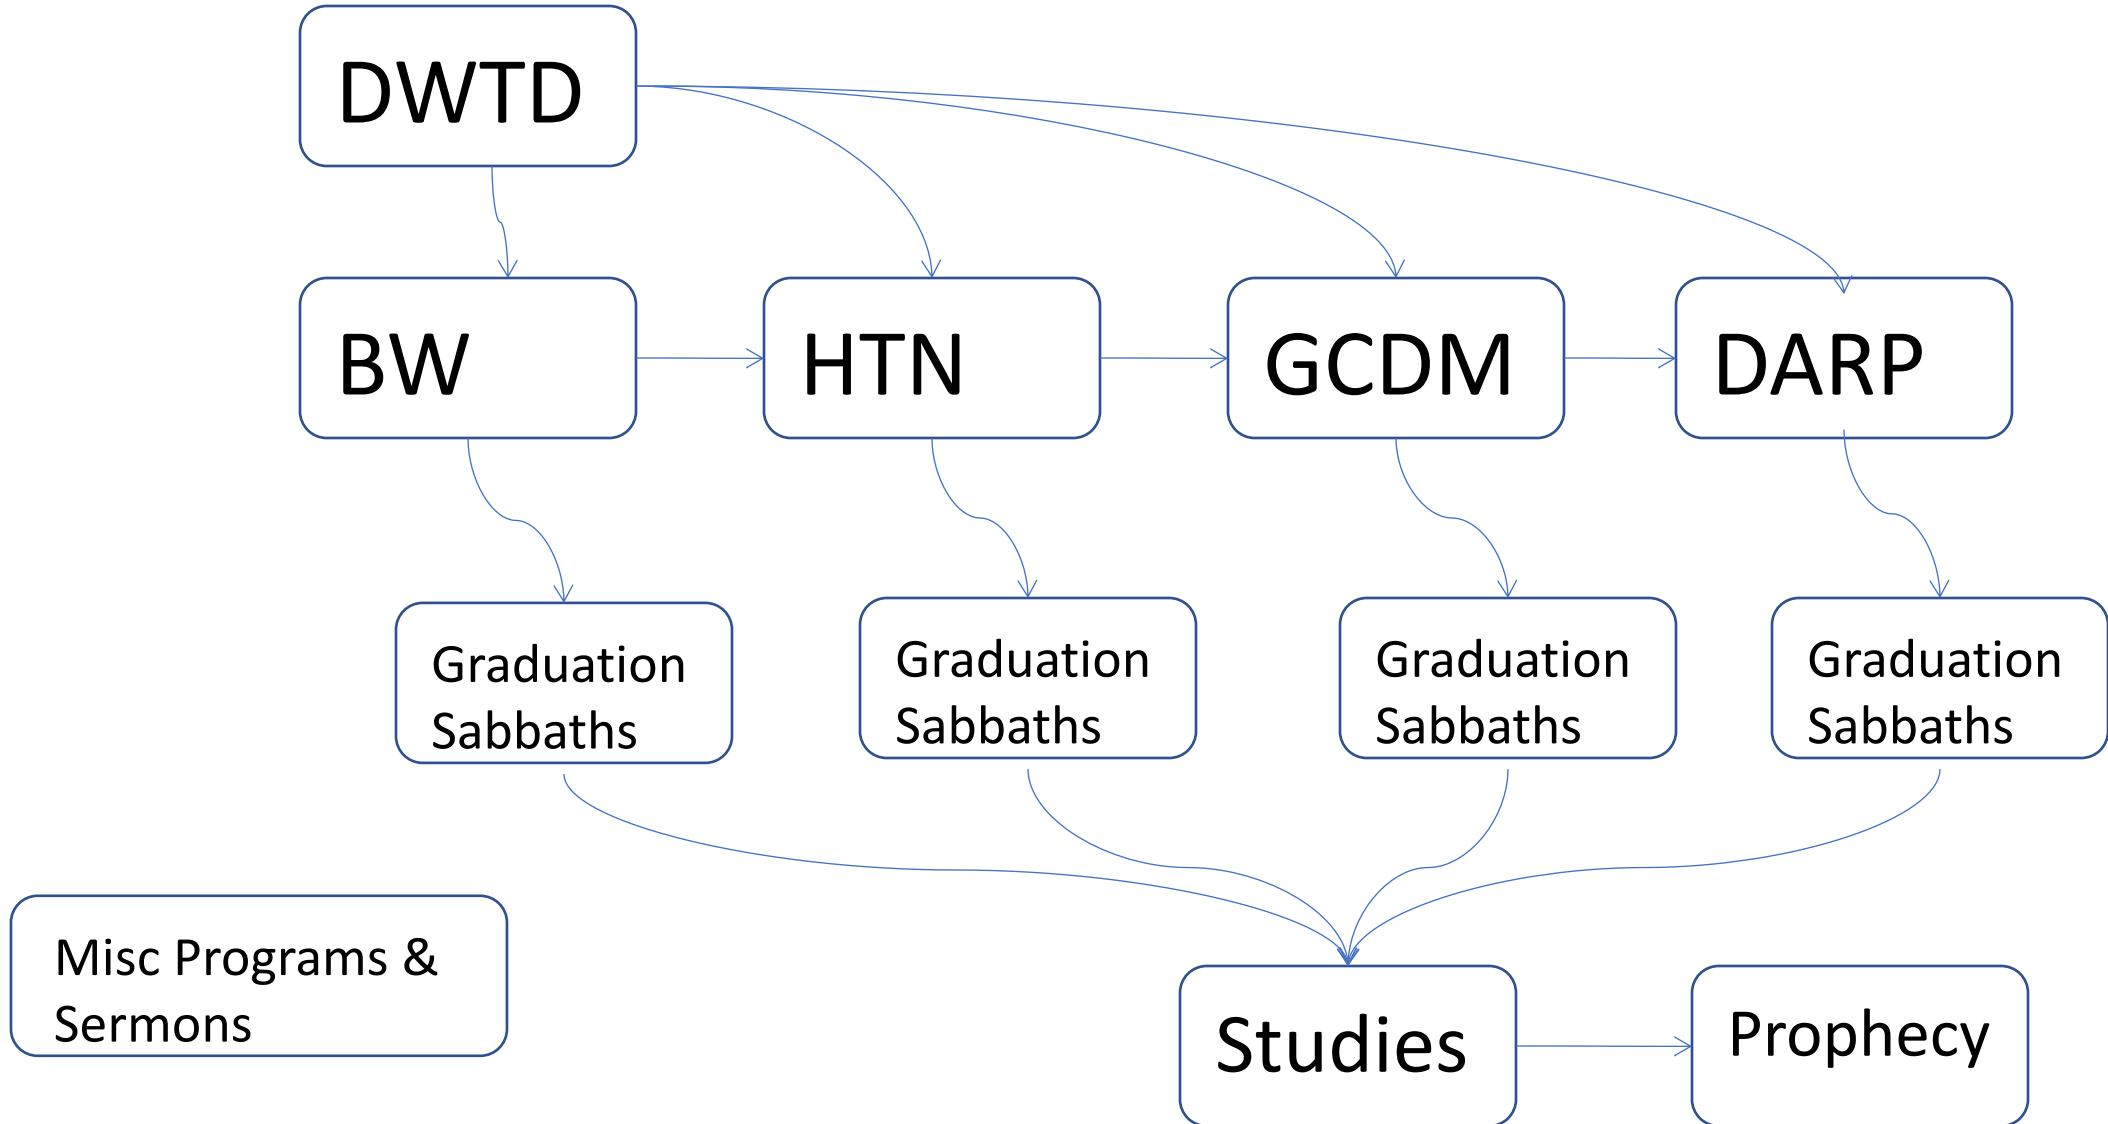 DWTD
BW
HTN
GCDM
DARP
Graduation
Sabbaths
Graduation
Sabbaths
Graduation
Sabbaths
Graduation
Sabbaths
Misc Programs &
Sermons
Studies
Prophecy